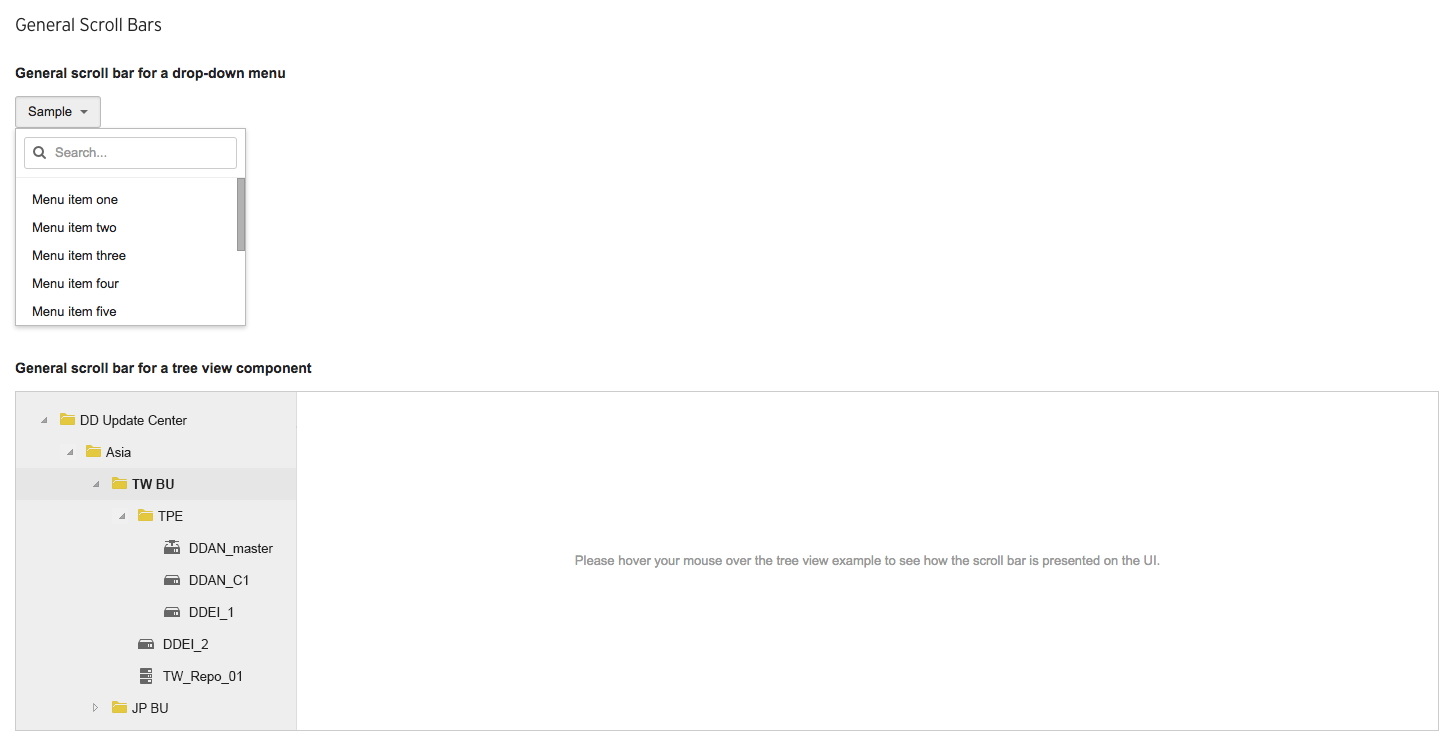 General Scroll Bars
General scroll bar for a drop-down menu
Sample
Search...
Menu item one
Menu item two
Menu item three
Menu item four
Menu item five
General scroll bar for a tree view component
DD Update Center
Asia
TW BU
TPE
DDAN_master
DDAN_C1
DDEI_1
DDEI_2
TW_Repo_01
JP BU
Please hover your mouse over the tree view example to see how the scroll bar is presented on the UI.